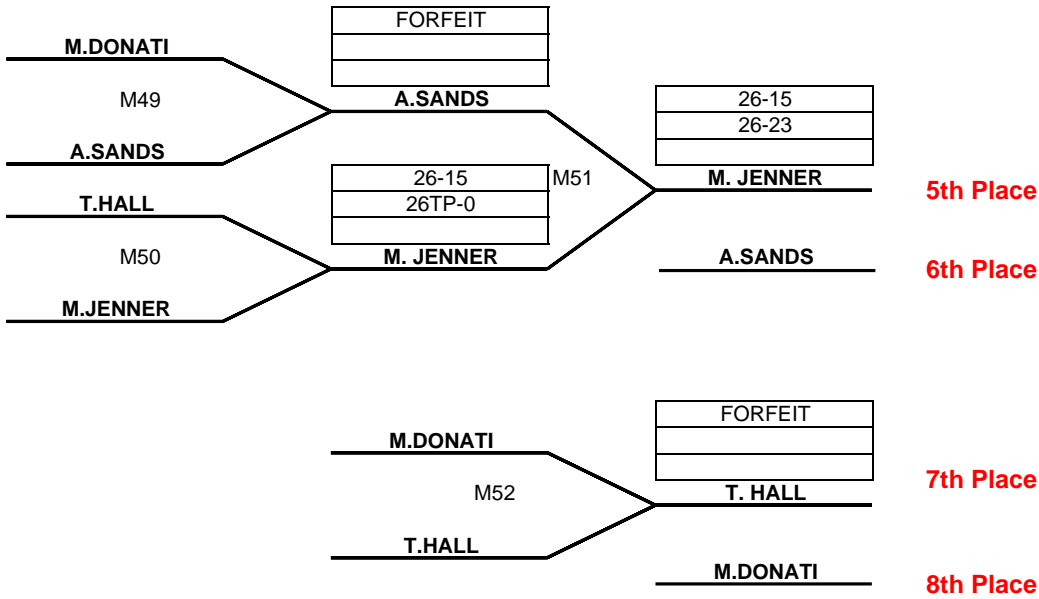 FORFEIT
M.DONATI
M49
A.SANDS
26-15
26-23
A.SANDS
26-15
M51
M. JENNER
5th Place
T.HALL
26TP-0
M50
M. JENNER
A.SANDS
6th Place
M.JENNER
FORFEIT
M.DONATI
7th Place
M52
T. HALL
T.HALL
M.DONATI
8th Place